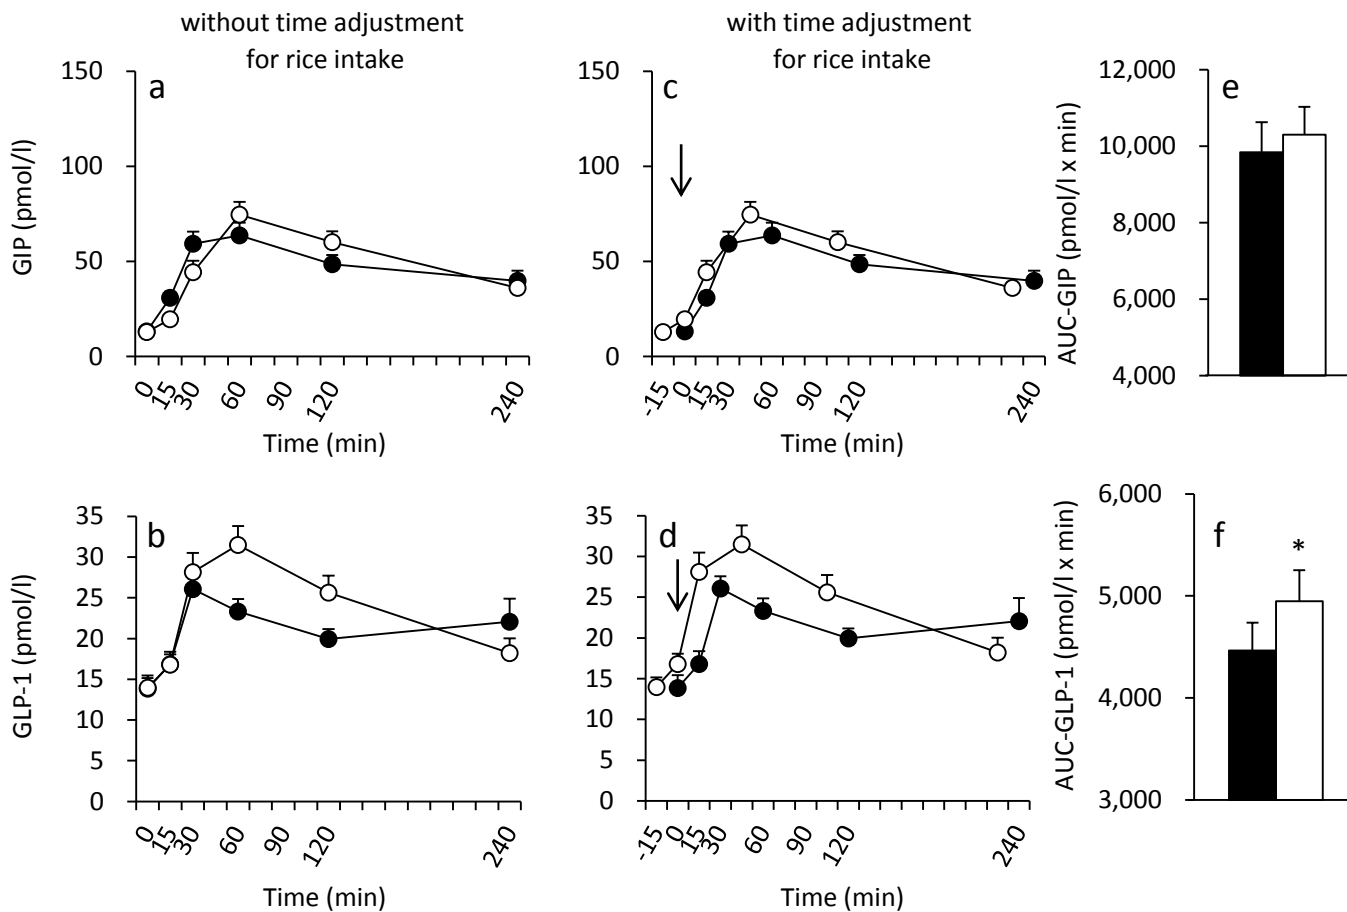 without time adjustment
for rice intake
with time adjustment
for rice intake
a
150
100
50
0
GIP (pmol/l)
0 15 30 60 90 120 240
Time (min)
c
150
100
50
0
-15 0 15 30 60 90 120 240
Time (min)
e
12,000
10,000
8,000
6,000
4,000
AUC-GIP (pmol/l x min)
b
35
30
25
20
15
10
5
0
GLP-1 (pmol/l)
0 15 30 60 90 120 240
Time (min)
d
35
30
25
20
15
10
5
0
-15 0 15 30 60 90 120 240
Time (min)
f
*
6,000
5,000
4,000
3,000
AUC-GLP-1 (pmol/l x min)